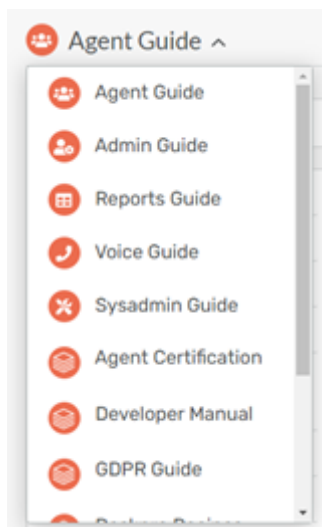 Agent Guide
Agent Guide
Admin Guide
Reports Guide
Voice Guide
Sysadmin Guide
Agent Certification
Developer Manual
GDPR Guide